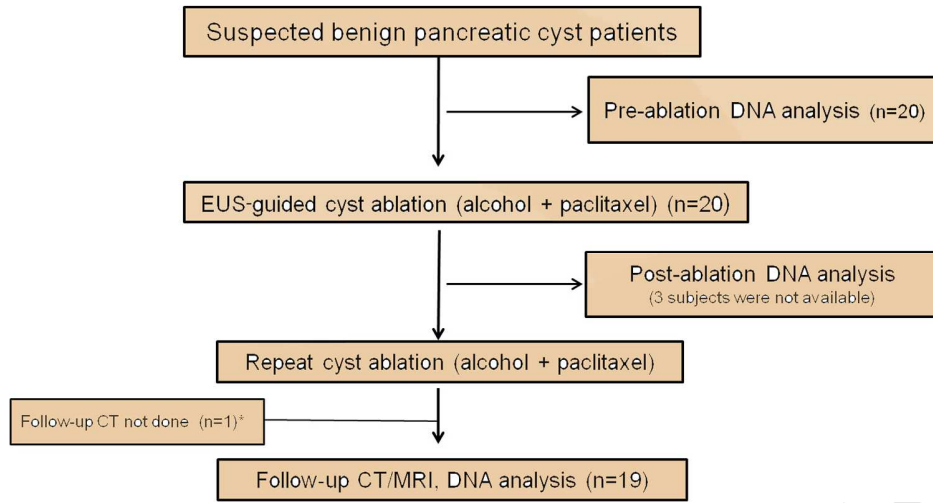 Suspected benign pancreatic cyst patients
Pre-ablation DNA analysis (n=20)
EUS-guided cyst ablation (alcohol + paclitaxel) (n=20)
Post-ablation DNA analysis
(3 subjects were not available)
Repeat cyst ablation (alcohol + paclitaxel)
Follow-up CT not done (n=1)*
Follow-up CT/MRI, DNA analysis (n=19)